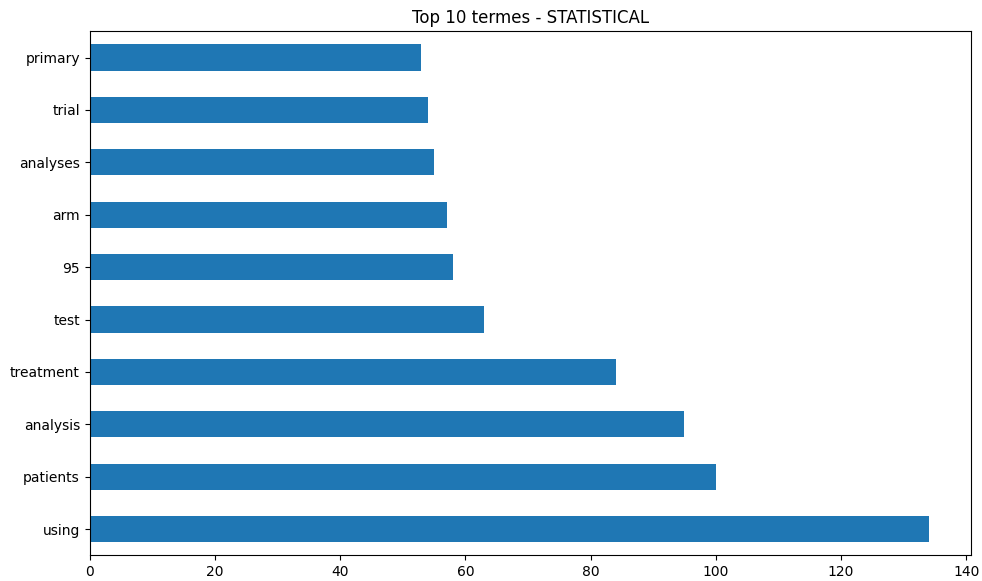 Top 10 termes - STATISTICAL
primary
trial
analyses
arm
95
test
treatment
analysis
patients
using
0 20 40 60 80 100 120 140